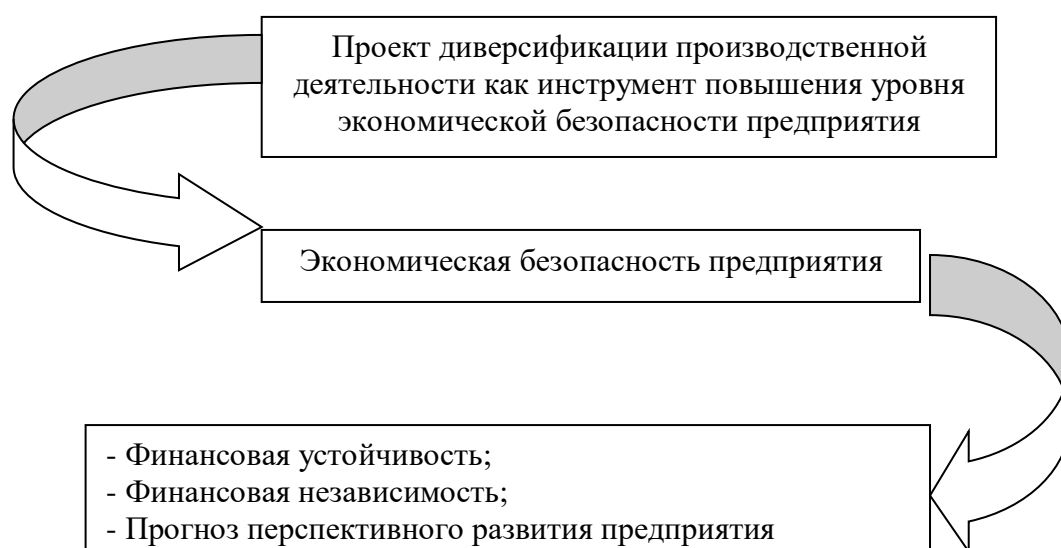 Проект диверсификации производственной
деятельности как инструмент повышения уровня
экономической безопасности предприятия
Экономическая безопасность предприятия
- Финансовая устойчивость;
- Финансовая независимость;
- Прогноз перспективного развития предприятия